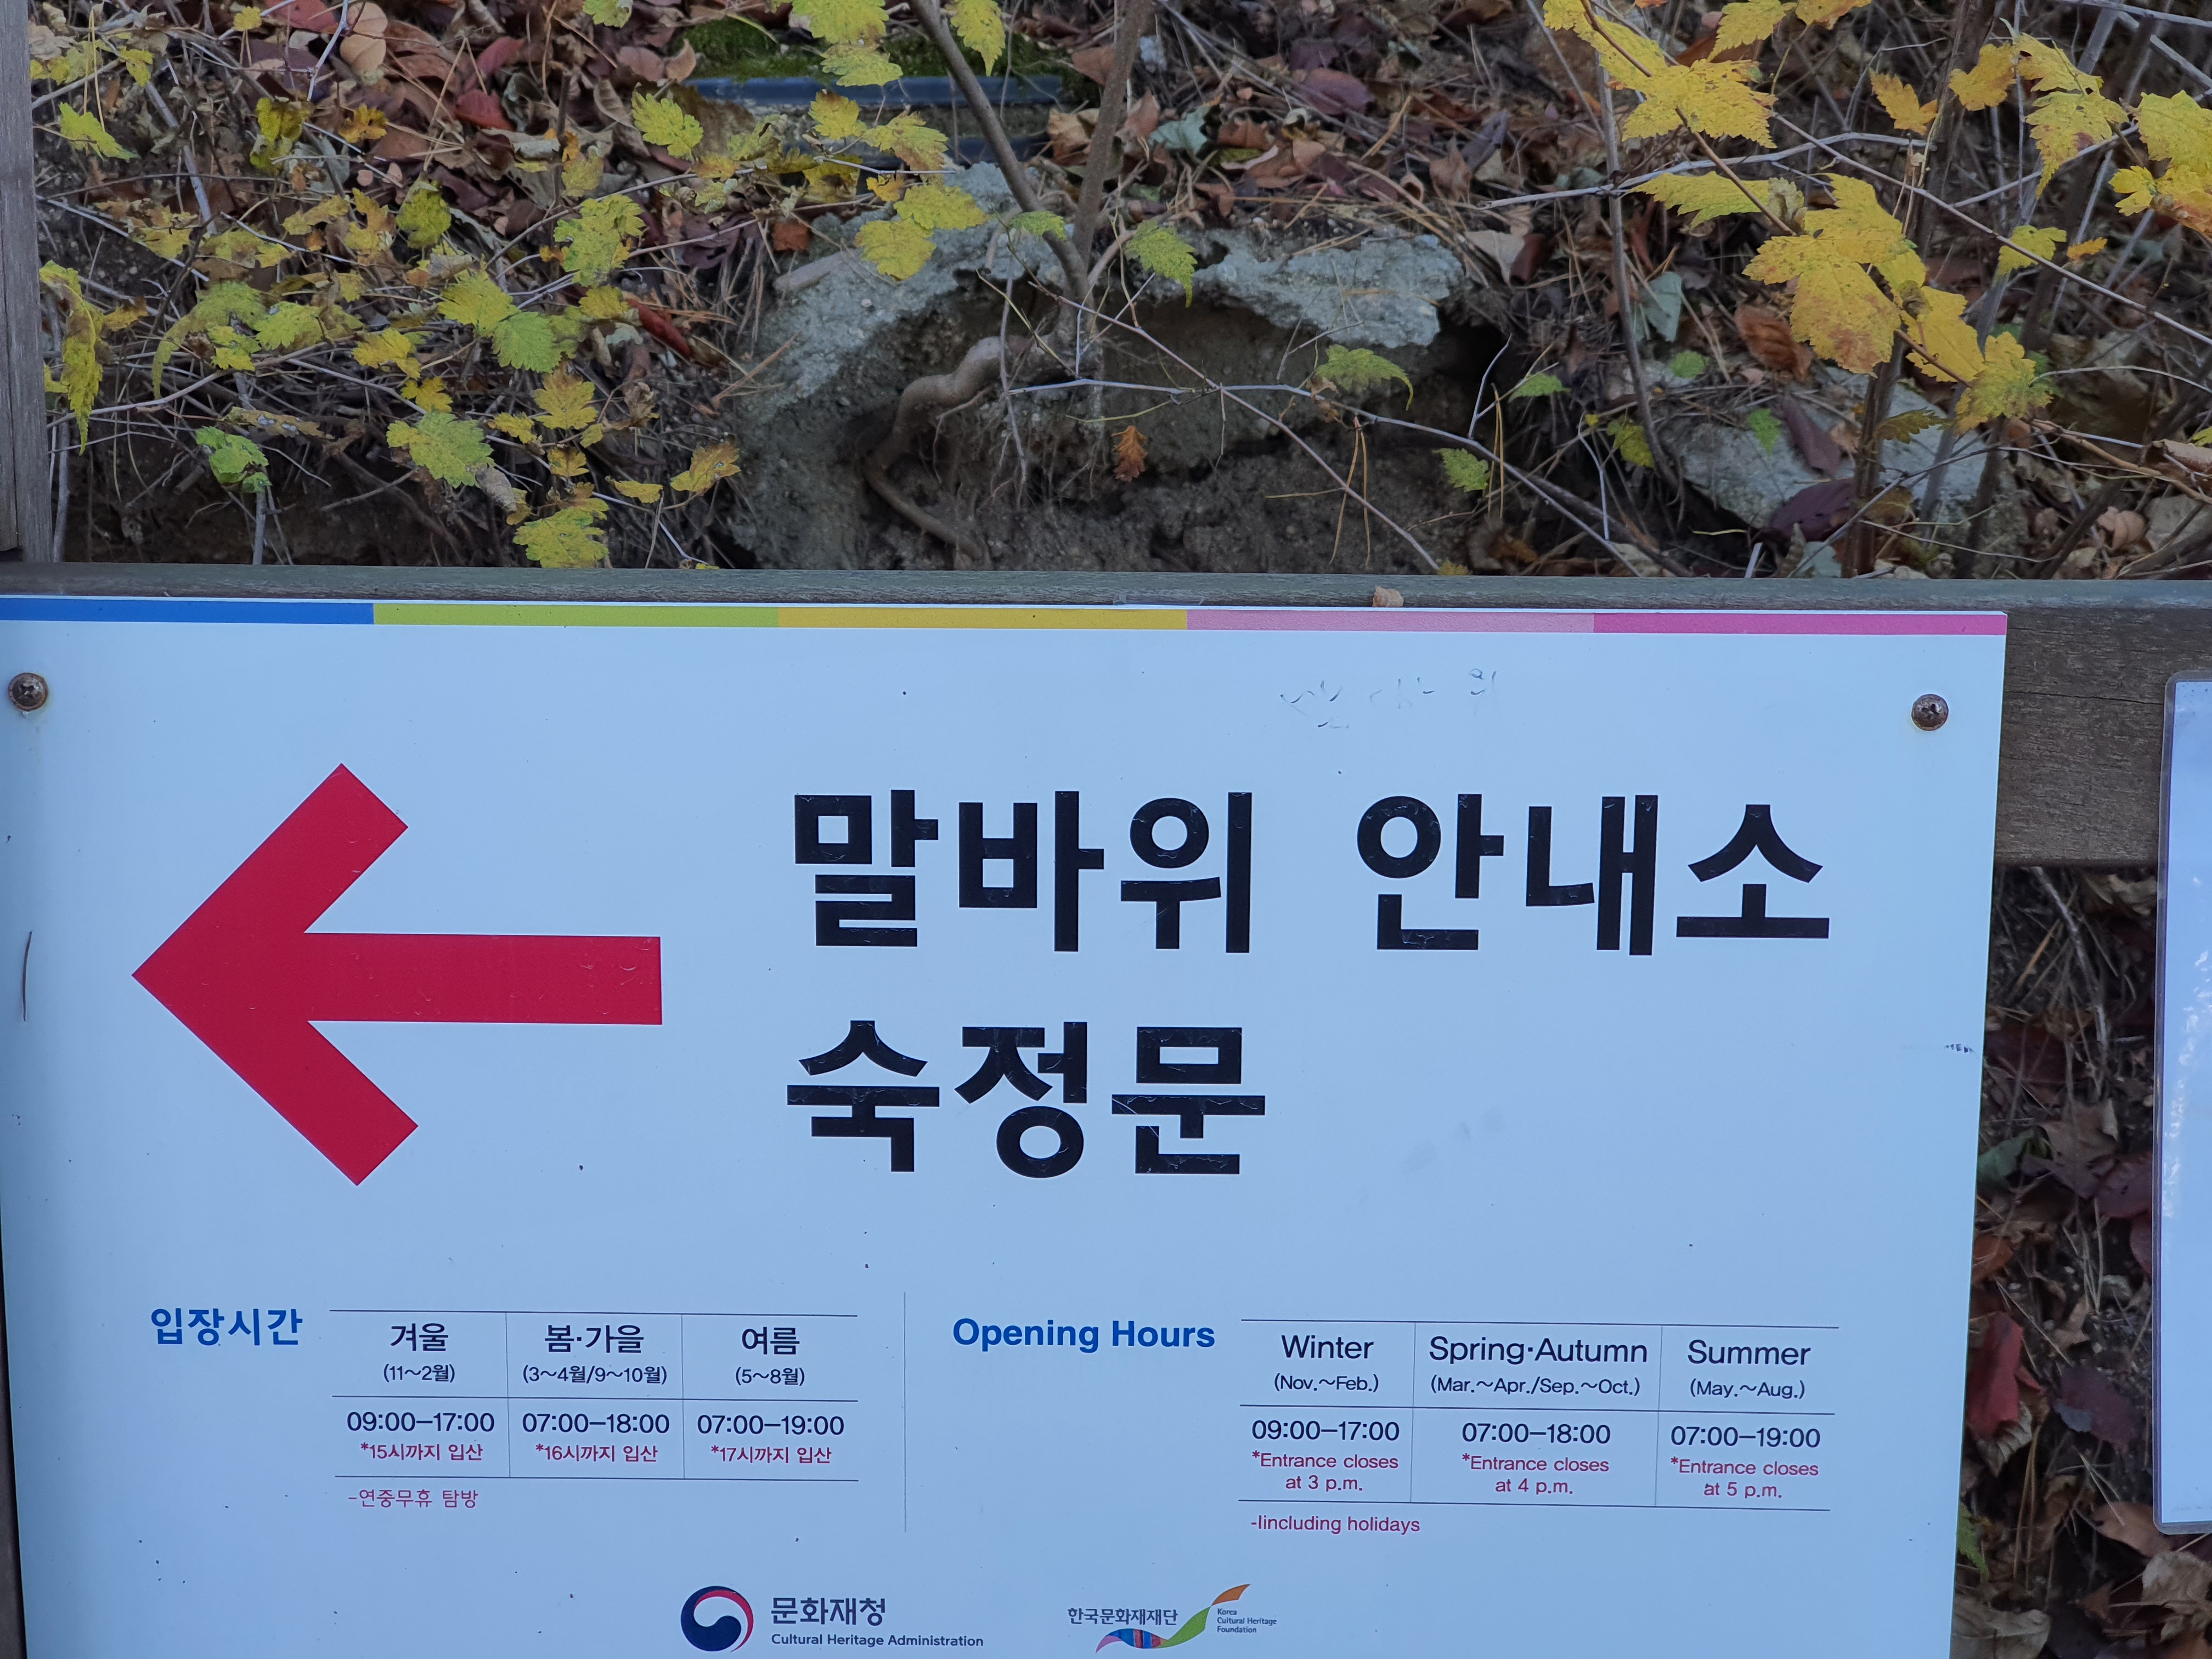 말바위 안내소
숙정문
입장시간
겨울 봄·가을 여름
(11~2월) (3~4월/9~10월) (5~8월)
09:00—17:00 07:00—18:00 07:00—19:00
*15시까지 입산 *16시까지 입산 *17시까지 입산
-연중무휴 탐방
Opening Hours
Winter Spring·Autumn Summer
(Nov.~Feb.) (Mar.~Apr./Sep.~Oct.) (May.~Aug.)
09:00—17:00 07:00—18:00 07:00—19:00
*Entrance closes *Entrance closes *Entrance closes
at 3 p.m. at 4 p.m. at 5 p.m.
-Iincluding holidays
문화재청
Cultural Heritage Administration
한국문화재재단
Korea
Cultural Heritage
Foundation